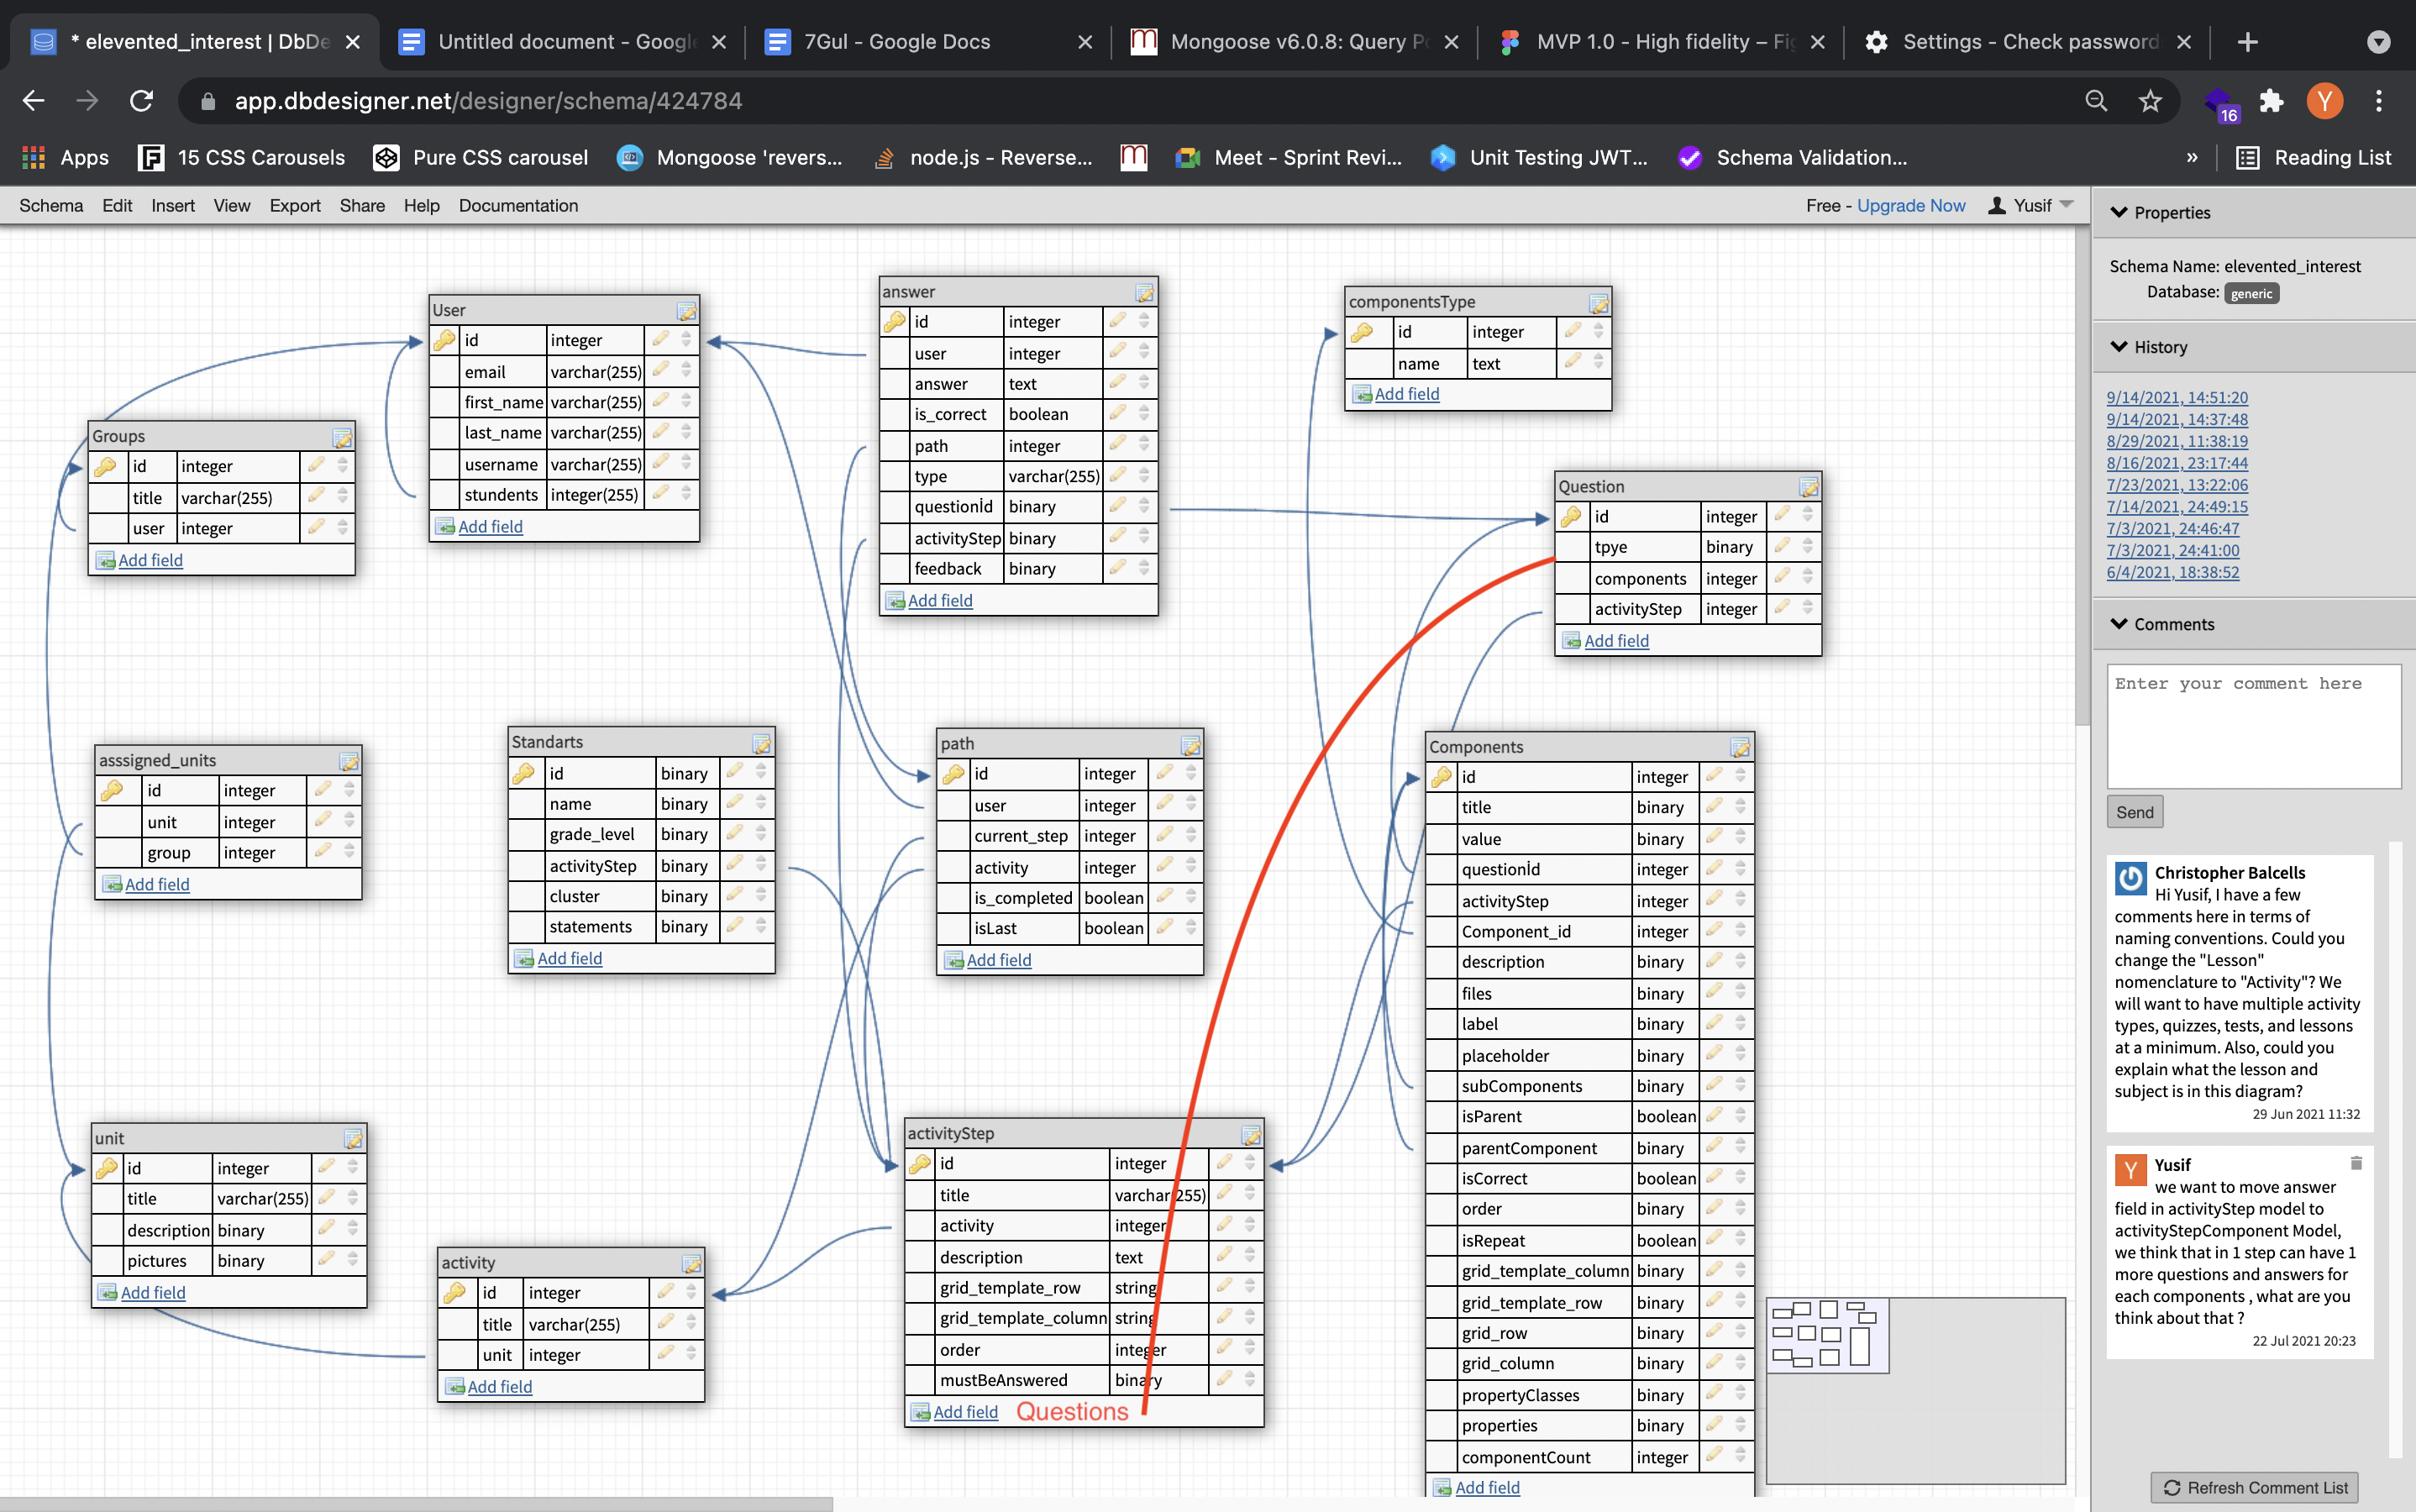 * elevented_interest | DbDe
Untitled document - Google
7Gul - Google Docs
Mongoose v6.0.8: Query Po
MVP 1.0 - High fidelity – Fig
Settings - Check password
app.dbdesigner.net/designer/schema/424784
16
Y
Apps
15 CSS Carousels
Pure CSS carousel
Mongoose 'revers...
node.js - Reverse...
Meet - Sprint Revi...
Unit Testing JWT...
Schema Validation...
»
Reading List
Schema Edit Insert View Export Share Help Documentation
Free - Upgrade Now
Yusif
User
id integer
email varchar(255)
first_name varchar(255)
last_name varchar(255)
username varchar(255)
stundents integer(255)
Add field
answer
id integer
user integer
answer text
is_correct boolean
path integer
type varchar(255)
questionİd binary
activityStep binary
feedback binary
Add field
componentsType
id integer
name text
Add field
Groups
id integer
title varchar(255)
user integer
Add field
Question
id integer
tpye binary
components integer
activityStep integer
Add field
asssigned_units
id integer
unit integer
group integer
Add field
Standarts
id binary
name binary
grade_level binary
activityStep binary
cluster binary
statements binary
Add field
path
id integer
user integer
current_step integer
activity integer
is_completed boolean
isLast boolean
Add field
Components
id integer
title binary
value binary
questionİd integer
activityStep integer
Component_id integer
description binary
files binary
label binary
placeholder binary
subComponents binary
isParent boolean
parentComponent binary
isCorrect boolean
order binary
isRepeat boolean
grid_template_column binary
grid_template_row binary
grid_row binary
grid_column binary
propertyClasses binary
properties binary
componentCount integer
Add field
unit
id integer
title varchar(255)
description binary
pictures binary
Add field
activity
id integer
title varchar(255)
unit integer
Add field
activityStep
id integer
title varchar(255)
activity integer
description text
grid_template_row string
grid_template_column string
order integer
mustBeAnswered binary
Add field Questions
Properties
Schema Name: elevented_interest
Database: generic
History
9/14/2021, 14:51:20
9/14/2021, 14:37:48
8/29/2021, 11:38:19
8/16/2021, 23:17:44
7/23/2021, 13:22:06
7/14/2021, 24:49:15
7/3/2021, 24:46:47
7/3/2021, 24:41:00
6/4/2021, 18:38:52
Comments
Enter your comment here
Send
Christopher Balcells
Hi Yusif, I have a few
comments here in terms of
naming conventions. Could you
change the "Lesson"
nomenclature to "Activity"? We
will want to have multiple activity
types, quizzes, tests, and lessons
at a minimum. Also, could you
explain what the lesson and
subject is in this diagram?
29 Jun 2021 11:32
Y
Yusif
we want to move answer
field in activityStep model to
activityStepComponent Model,
we think that in 1 step can have 1
more questions and answers for
each components , what are you
think about that ?
22 Jul 2021 20:23
Refresh Comment List